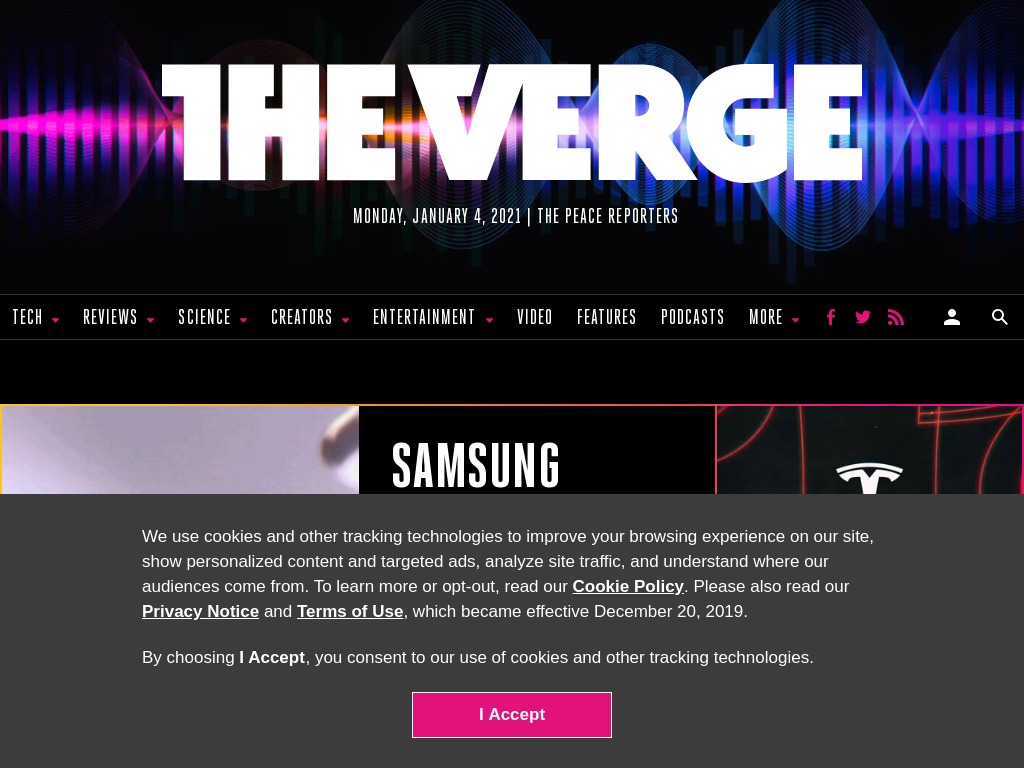 THE VERGE
MONDAY, JANUARY 4, 2021 | THE PEACE REPORTERS
TECH REVIEWS SCIENCE CREATORS ENTERTAINMENT VIDEO FEATURES PODCASTS MORE
SAMSUNG
We use cookies and other tracking technologies to improve your browsing experience on our site,
show personalized content and targeted ads, analyze site traffic, and understand where our
audiences come from. To learn more or opt-out, read our Cookie Policy. Please also read our
Privacy Notice and Terms of Use, which became effective December 20, 2019.
By choosing I Accept, you consent to our use of cookies and other tracking technologies.
I Accept